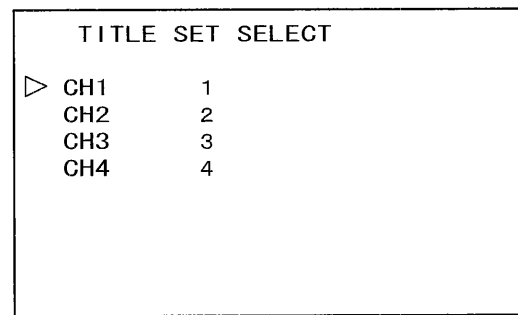 TITLE SET SELECT
▷ CH1 1
CH2 2
CH3 3
CH4 4